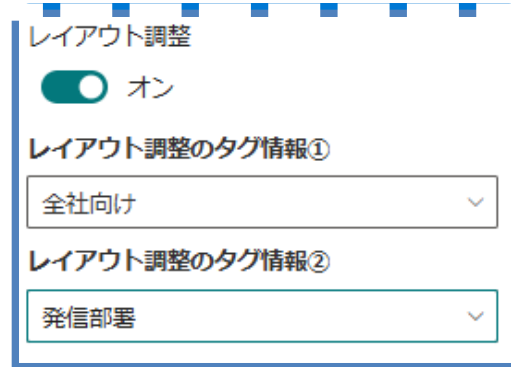 レイアウト調整
オン
レイアウト調整のタグ情報①
全社向け
レイアウト調整のタグ情報②
発信部署